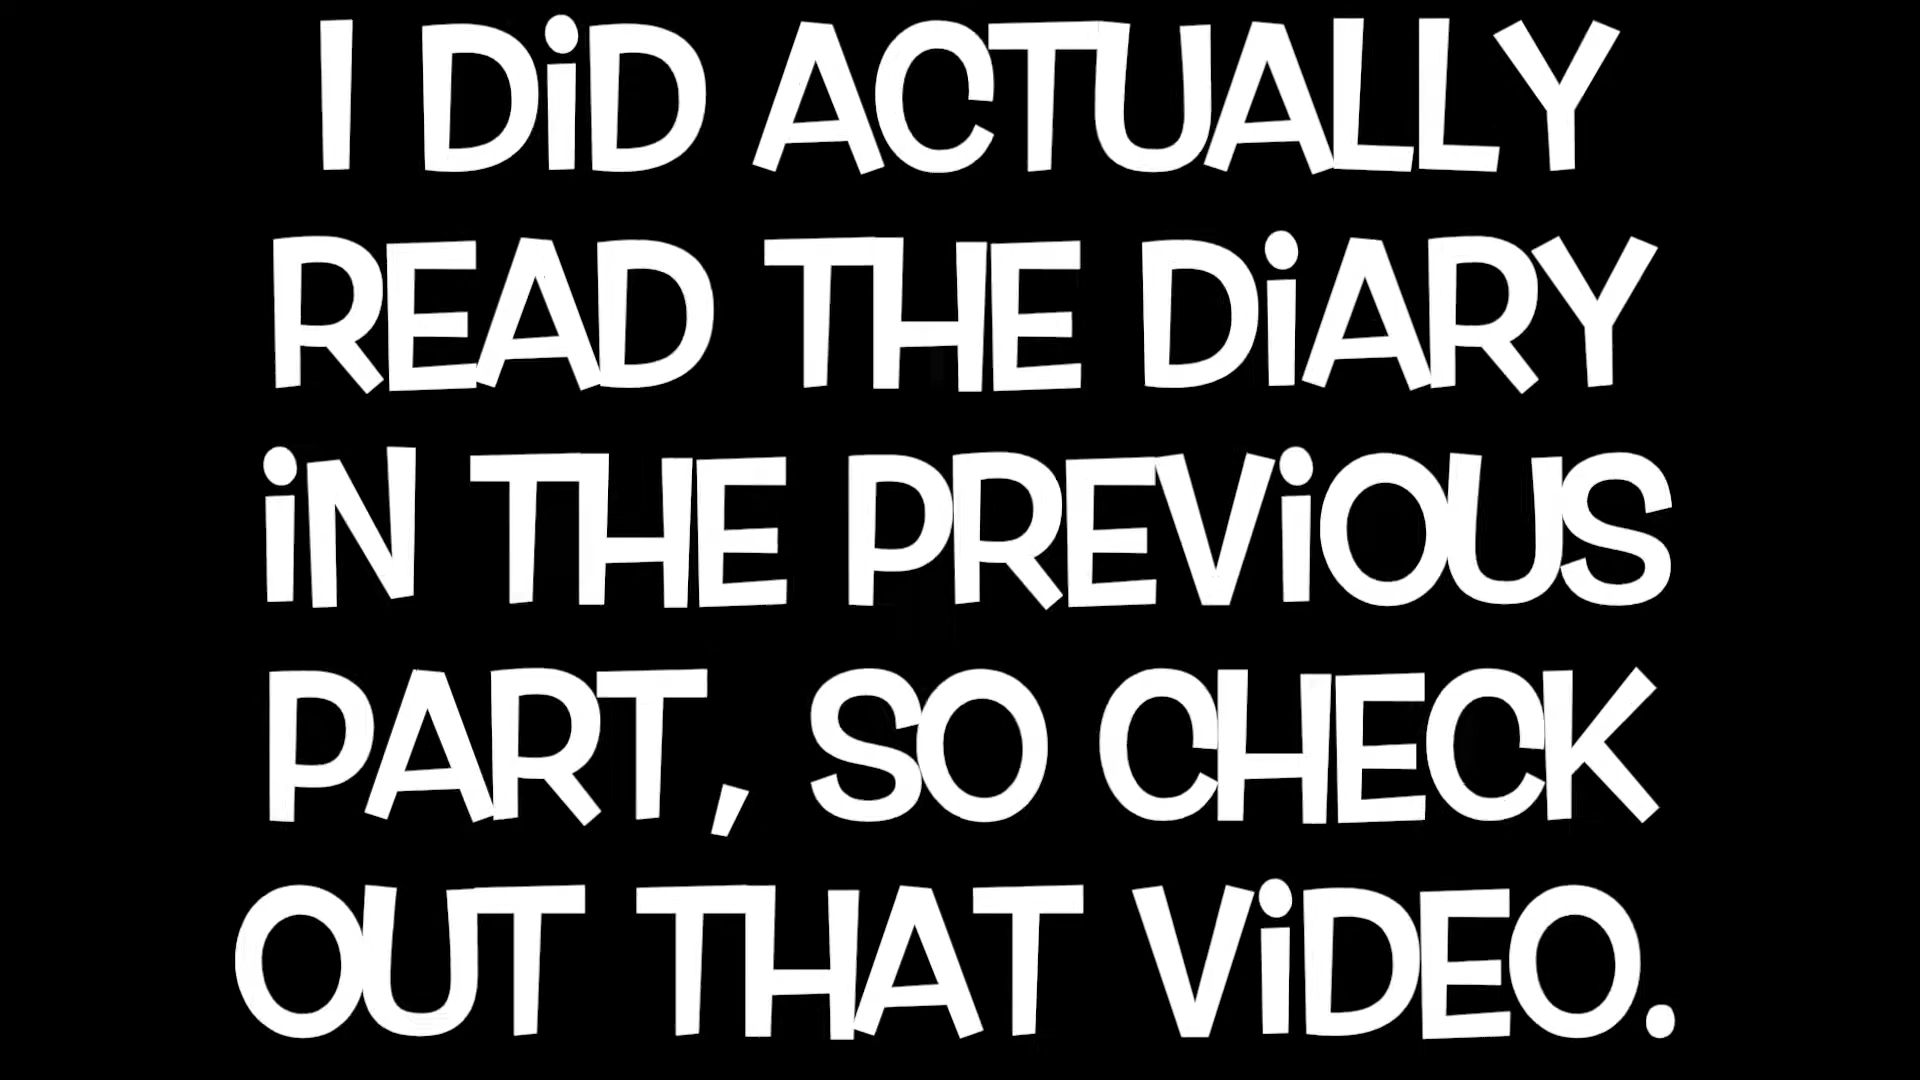 I DiD ACTUALLY
READ THE DiARY
iN THE PREViOUS
PART, SO CHECK
OUT THAT ViDEO.